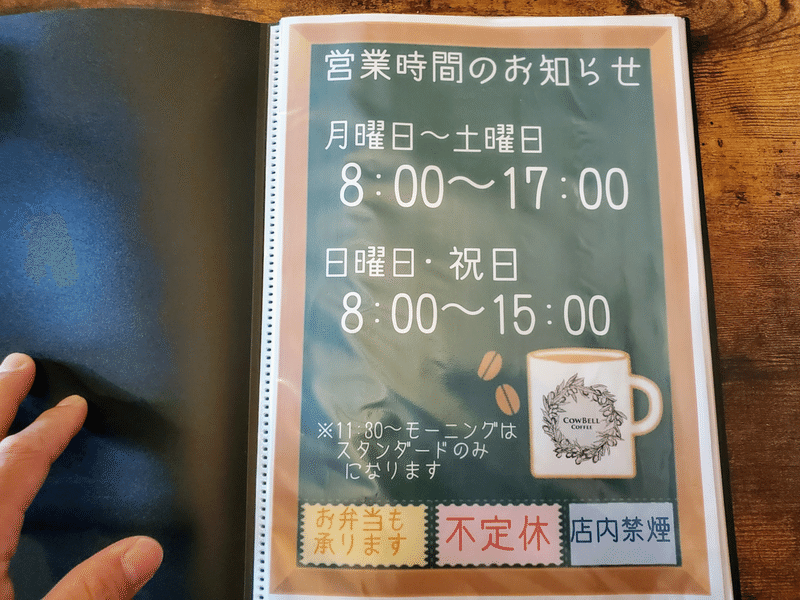 営業時間のお知らせ
月曜日〜土曜日
8:00〜17:00
日曜日・祝日
8:00〜15:00
COWBELL
COFFEE
※11:30〜モーニングは
スタンダードのみ
になります
お弁当も
承ります
不定休
店内禁煙